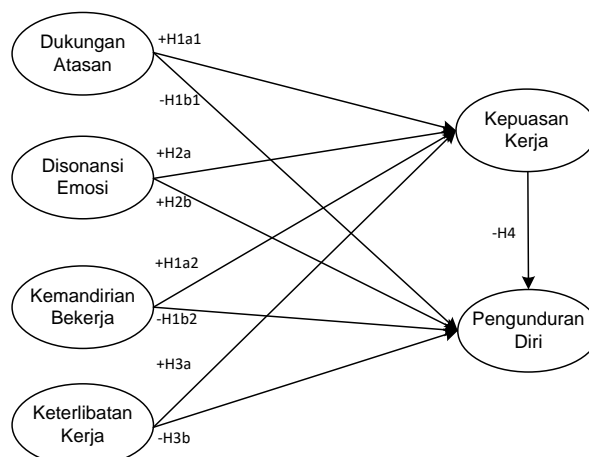 Dukungan
Atasan
+H1a1
-H1b1
Disonansi
Emosi
+H2a
+H2b
Kemandirian
Bekerja
+H1a2
-H1b2
Keterlibatan
Kerja
+H3a
-H3b
Kepuasan
Kerja
-H4
Pengunduran
Diri